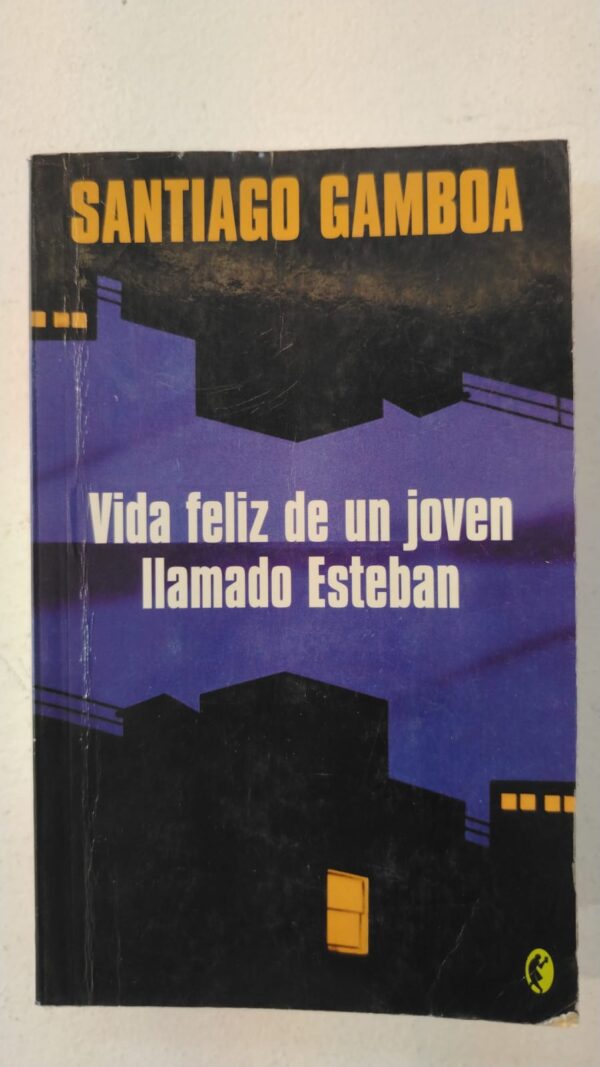 SANTIAGO GAMBOA
Vida feliz de un joven
llamado Esteban